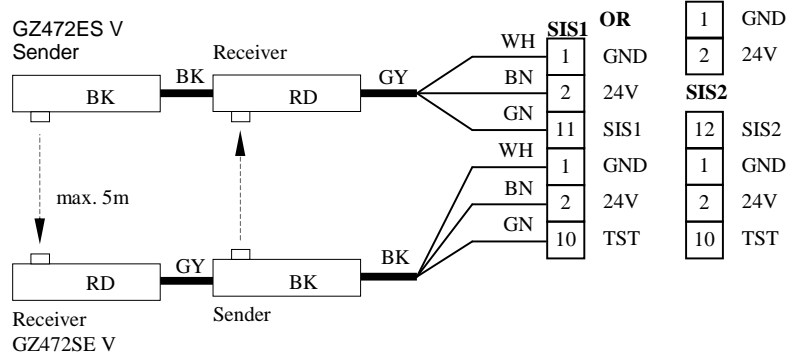 GZ472ES V
Sender
Receiver
BK
BK
RD
GY
WH
BN
GN
WH
BN
GN
SIS1 OR
1 GND
2 24V
11 SIS1
1 GND
2 24V
10 TST
1 GND
2 24V
SIS2
12 SIS2
1 GND
2 24V
10 TST
max. 5m
RD
GY
BK
BK
Sender
Receiver
GZ472SE V